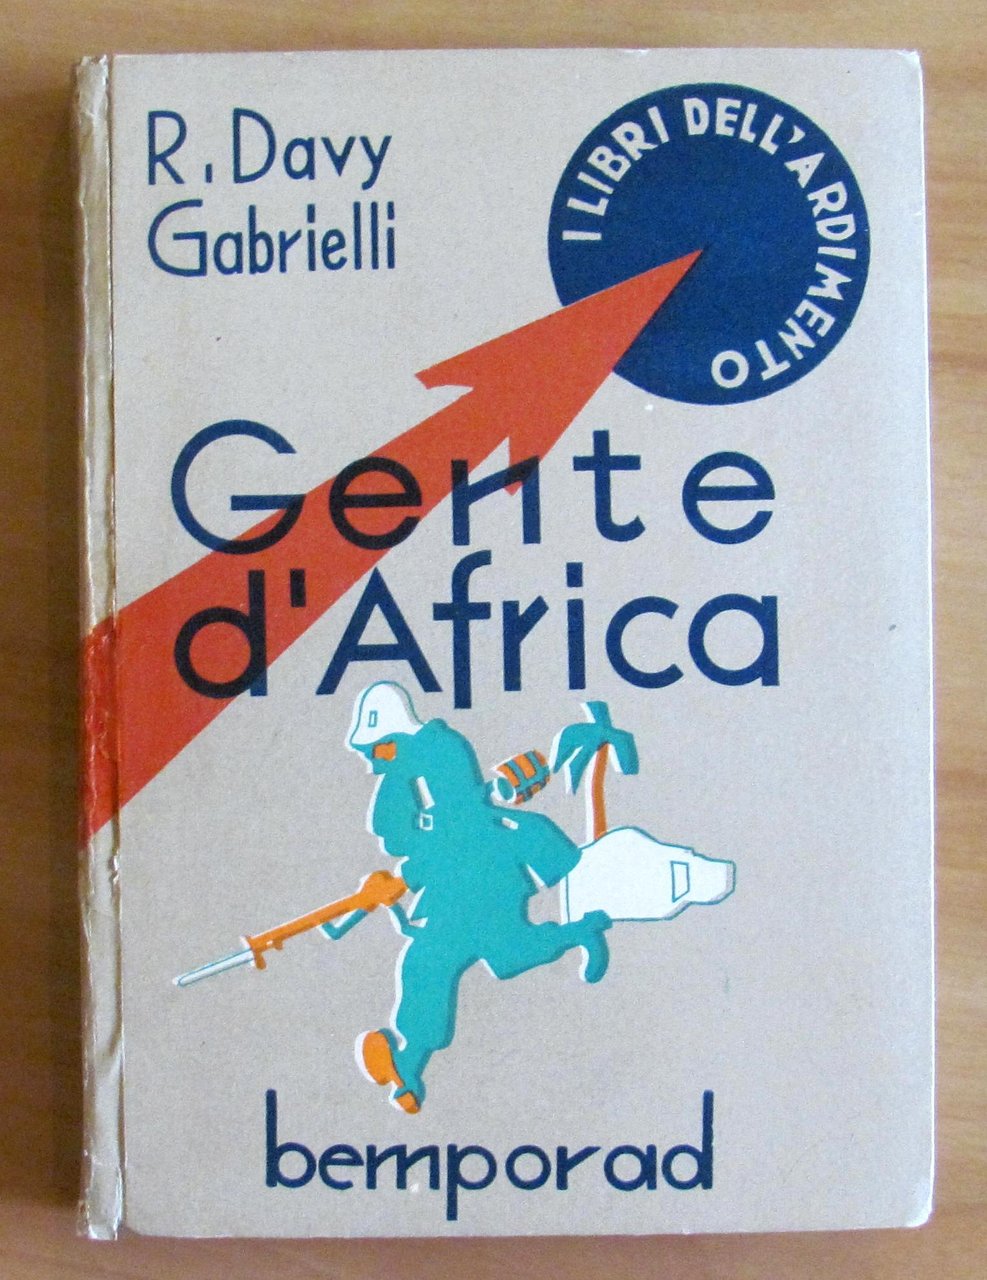 R. Davy
Gabrielli
I LIBRI DELL'ARDIMENTO
Gente
d'Africa
bemporad